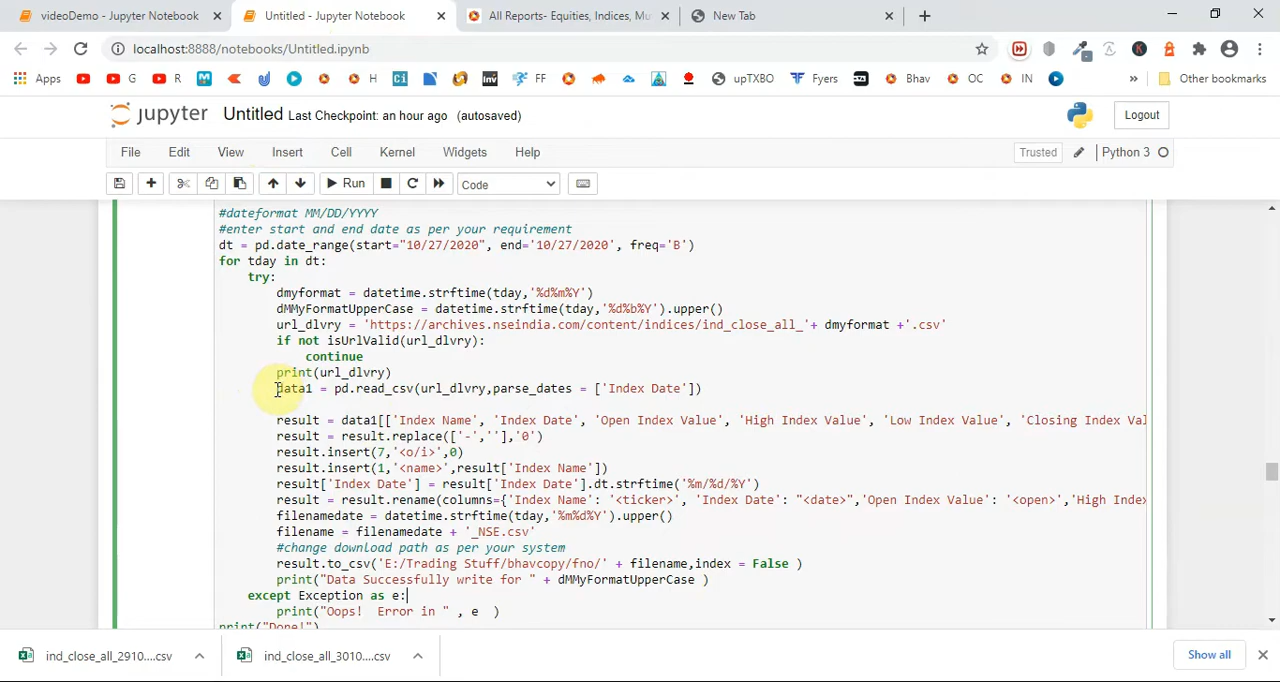 videoDemo - Jupyter Notebook
Untitled - Jupyter Notebook
All Reports- Equities, Indices, Mu
New Tab
localhost:8888/notebooks/Untitled.ipynb
Apps G R H Ci Inv FF upTXBO Fyers Bhav OC IN » Other bookmarks
jupyter Untitled Last Checkpoint: an hour ago (autosaved) Logout
File Edit View Insert Cell Kernel Widgets Help Trusted Python 3
Run Code
#dateformat MM/DD/YYYY
#enter start and end date as per your requirement
dt = pd.date_range(start="10/27/2020", end='10/27/2020', freq='B')
for tday in dt:
try:
dmyformat = datetime.strftime(tday,'%d%m%Y')
dMMyFormatUpperCase = datetime.strftime(tday,'%d%b%Y').upper()
url_dlvry = 'https://archives.nseindia.com/content/indices/ind_close_all_'+ dmyformat +'.csv'
if not isUrlValid(url_dlvry):
continue
print(url_dlvry)
data1 = pd.read_csv(url_dlvry,parse_dates = ['Index Date'])
result = data1[['Index Name', 'Index Date', 'Open Index Value', 'High Index Value', 'Low Index Value', 'Closing Index Val
result = result.replace(['-',''],'0')
result.insert(7,'<o/i>',0)
result.insert(1,'<name>',result['Index Name'])
result['Index Date'] = result['Index Date'].dt.strftime('%m/%d/%Y')
result = result.rename(columns={'Index Name': '<ticker>', 'Index Date': "<date>",'Open Index Value': '<open>','High Index
filenamedate = datetime.strftime(tday,'%m%d%Y').upper()
filename = filenamedate + '_NSE.csv'
#change download path as per your system
result.to_csv('E:/Trading Stuff/bhavcopy/fno/' + filename,index = False )
print("Data Successfully write for " + dMMyFormatUpperCase )
except Exception as e:
print("Oops!  Error in " , e  )
print("Done!")
ind_close_all_2910....csv
ind_close_all_3010....csv
Show all